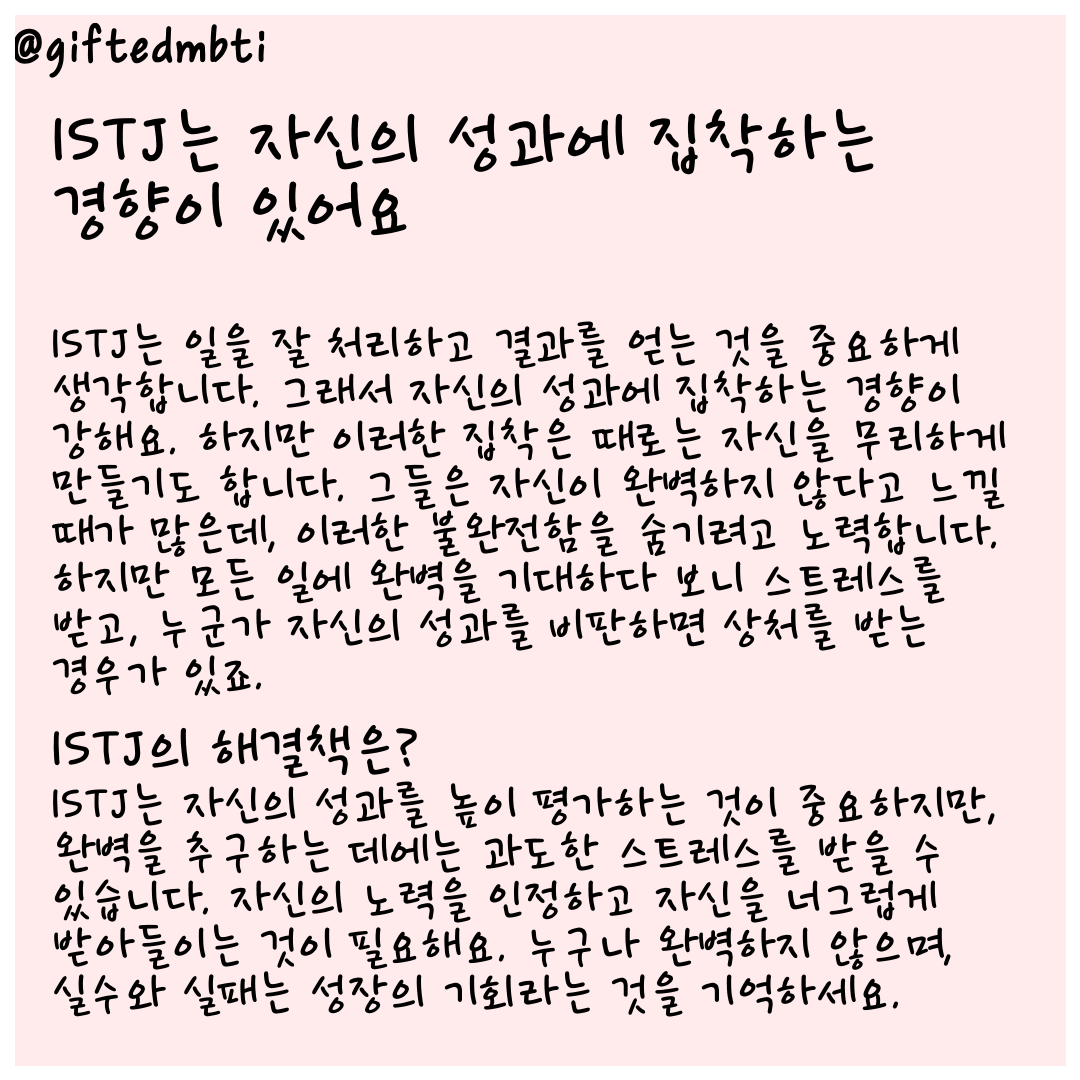 @giftedmbti
ISTJ는 자신의 성과에 집착하는
경향이 있어요
ISTJ는 일을 잘 처리하고 결과를 얻는 것을 중요하게
생각합니다. 그래서 자신의 성과에 집착하는 경향이
강해요. 하지만 이러한 집착은 때로는 자신을 무리하게
만들기도 합니다. 그들은 자신이 완벽하지 않다고 느낄
때가 많은데, 이러한 불완전함을 숨기려고 노력합니다.
하지만 모든 일에 완벽을 기대하다 보니 스트레스를
받고, 누군가 자신의 성과를 비판하면 상처를 받는
경우가 있죠.
ISTJ의 해결책은?
ISTJ는 자신의 성과를 높이 평가하는 것이 중요하지만,
완벽을 추구하는 데에는 과도한 스트레스를 받을 수
있습니다. 자신의 노력을 인정하고 자신을 너그럽게
받아들이는 것이 필요해요. 누구나 완벽하지 않으며,
실수와 실패는 성장의 기회라는 것을 기억하세요.